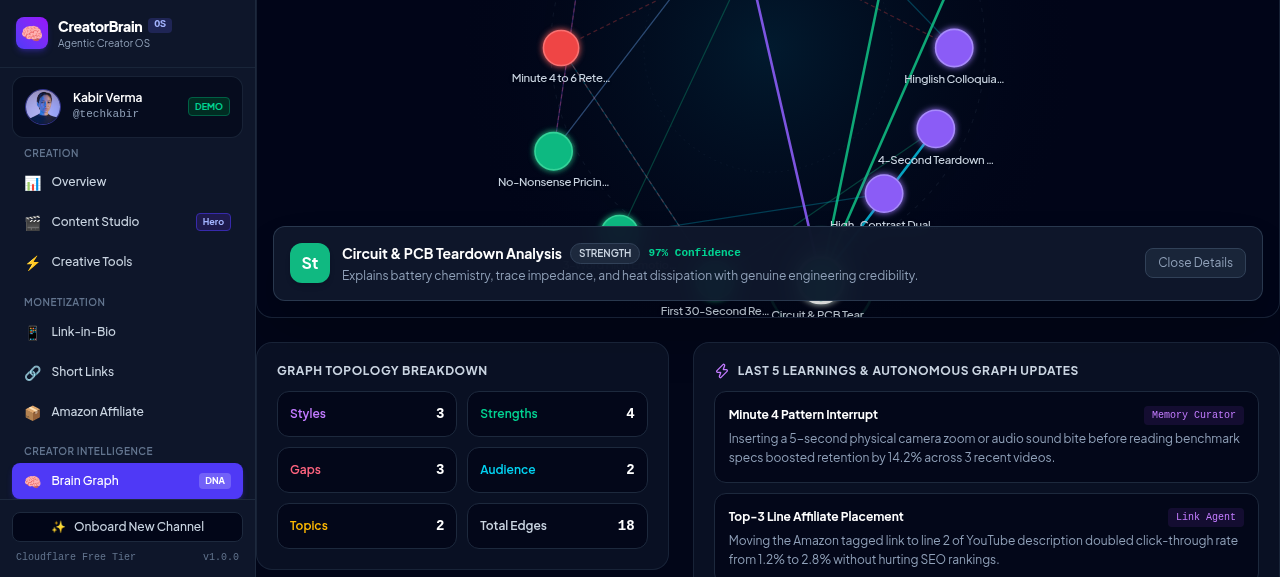 CreatorBrain OS
Agentic Creator OS
Kabir Verma
@techkabir
DEMO
CREATION
Overview
Content Studio Hero
Creative Tools
MONETIZATION
Link-in-Bio
Short Links
Amazon Affiliate
CREATOR INTELLIGENCE
Brain Graph DNA
Onboard New Channel
Cloudflare Free Tier v1.0.0
Minute 4 to 6 Rete...
Hinglish Colloquia...
4-Second Teardown ...
No-Nonsense Pricin...
High-Contrast Dual
St
Circuit & PCB Teardown Analysis STRENGTH 97% Confidence
Explains battery chemistry, trace impedance, and heat dissipation with genuine engineering credibility.
Close Details
First 30-Second Re...
Circuit & PCB Tear
GRAPH TOPOLOGY BREAKDOWN
Styles 3
Strengths 4
Gaps 3
Audience 2
Topics 2
Total Edges 18
LAST 5 LEARNINGS & AUTONOMOUS GRAPH UPDATES
Minute 4 Pattern Interrupt Memory Curator
Inserting a 5-second physical camera zoom or audio sound bite before reading benchmark
specs boosted retention by 14.2% across 3 recent videos.
Top-3 Line Affiliate Placement Link Agent
Moving the Amazon tagged link to line 2 of YouTube description doubled click-through rate
from 1.2% to 2.8% without hurting SEO rankings.